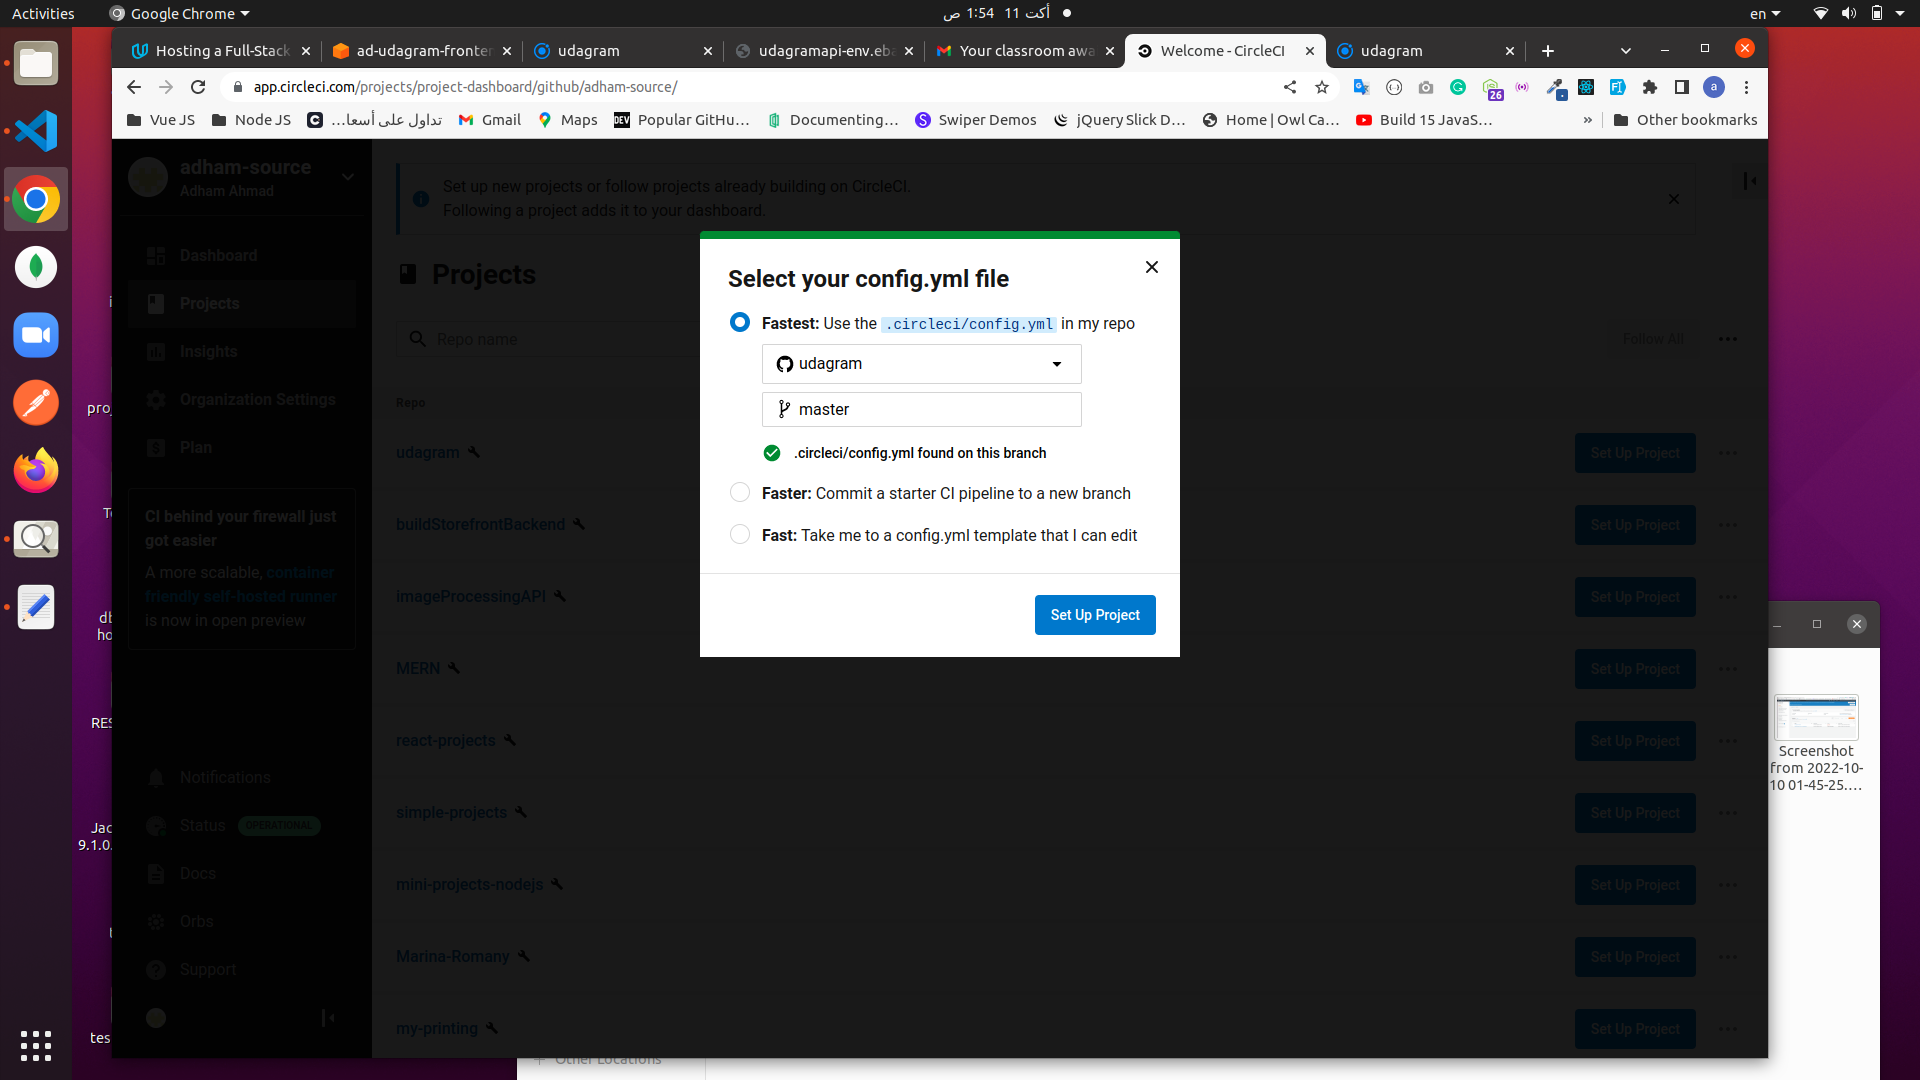 Activities
Google Chrome
أكت 11 1:54 ص
en
Hosting a Full-Stack
ad-udagram-fronter
udagram
udagramapi-env.eba
Your classroom awa
Welcome - CircleCI
udagram
app.circleci.com/projects/project-dashboard/github/adham-source/
26
a
Vue JS
Node JS
تداول على أسعا...
Gmail
Maps
DEV
Popular GitHu...
Documenting...
Swiper Demos
jQuery Slick D...
Home | Owl Ca...
Build 15 JavaS...
»
Other bookmarks
adham-source
Adham Ahmad
Dashboard
Projects
Insights
Organization Settings
Plan
CI behind your firewall just
got easier
A more scalable, container
friendly self-hosted runner
is now in open preview
Notifications
Status OPERATIONAL
Docs
Orbs
Support
Set up new projects or follow projects already building on CircleCI.
Following a project adds it to your dashboard.
Projects
Repo name
Follow All
Repo
udagram
Set Up Project
buildStorefrontBackend
Set Up Project
imageProcessingAPI
Set Up Project
MERN
Set Up Project
react-projects
Set Up Project
simple-projects
Set Up Project
mini-projects-nodejs
Set Up Project
Marina-Romany
Set Up Project
my-printing
Set Up Project
Select your config.yml file
Fastest: Use the .circleci/config.yml in my repo
udagram
master
.circleci/config.yml found on this branch
Faster: Commit a starter CI pipeline to a new branch
Fast: Take me to a config.yml template that I can edit
Set Up Project
Screenshot
from 2022-10-
10 01-45-25....
Other Locations
RES
Jac
9.1.0.
tes